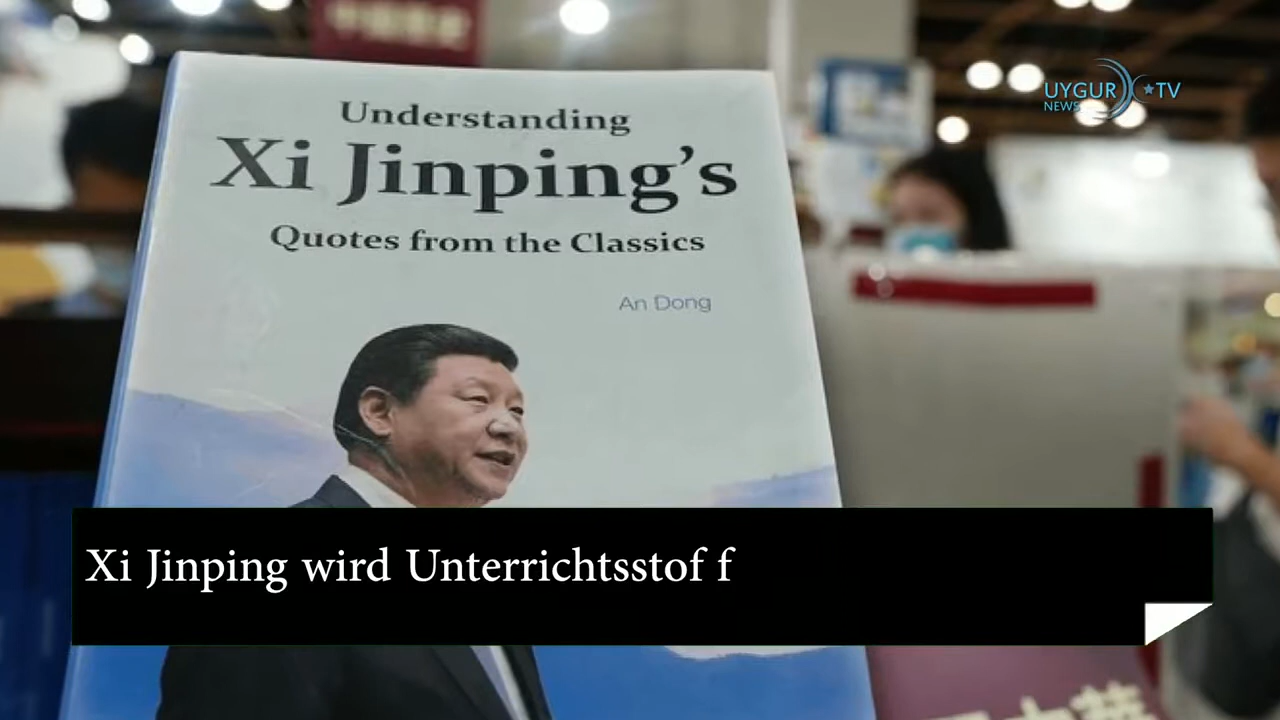 Understanding
Xi Jinping’s
Quotes from the Classics
An Dong
UYGUR TV
NEWS
Xi Jinping wird Unterrichtsstof f